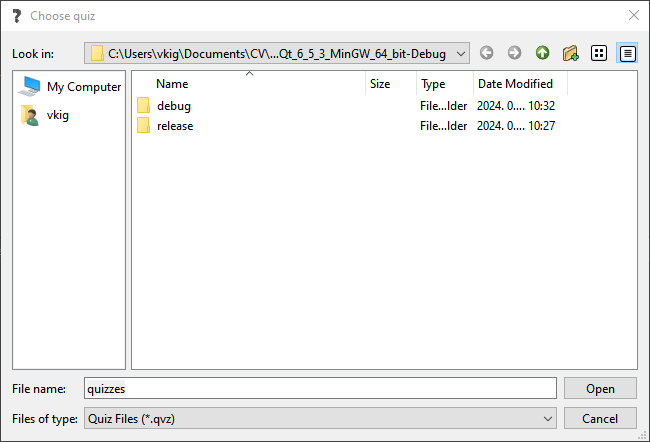 Choose quiz
Look in: C:\Users\vkig\Documents\CV\...Qt_6_5_3_MinGW_64_bit-Debug
My Computer
vkig
Name Size Type Date Modified
debug File...lder 2024. 0.... 10:32
release File...lder 2024. 0.... 10:27
File name: quizzes Open
Files of type: Quiz Files (*.qvz) Cancel